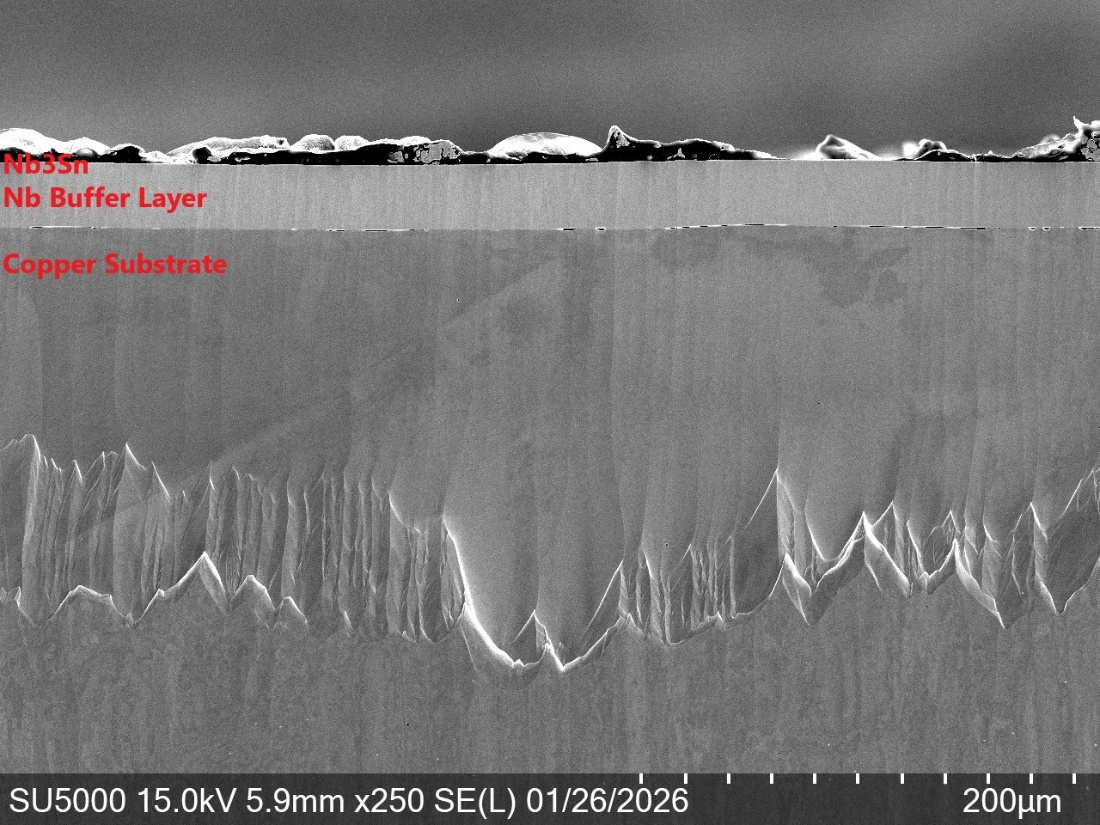 Nb3Sn
Nb Buffer Layer
Copper Substrate
SU5000 15.0kV 5.9mm x250 SE(L) 01/26/2026 200µm